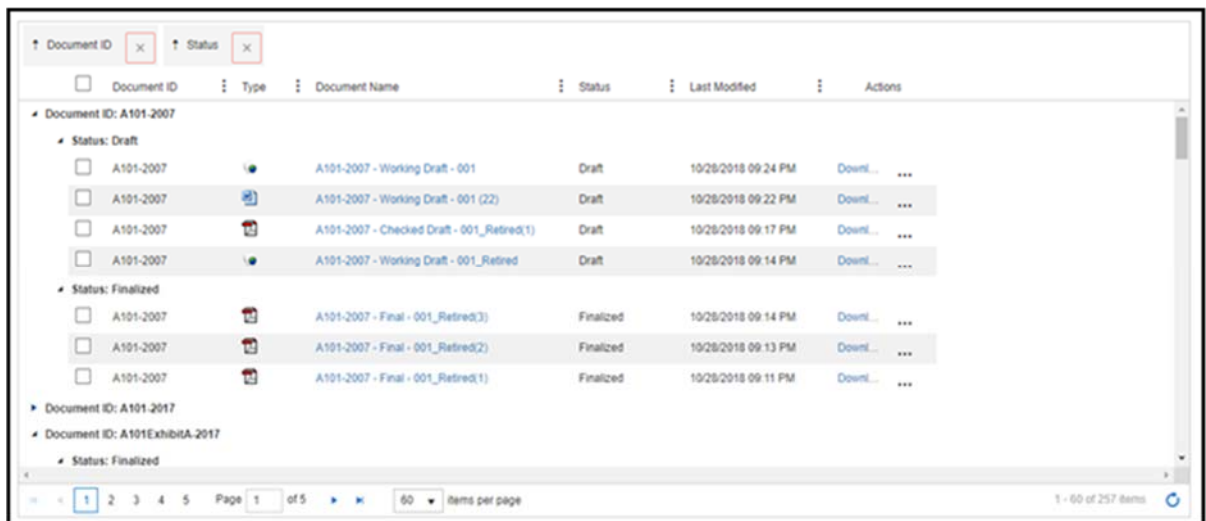 Document ID × Status ×
Document ID Type Document Name Status Last Modified Actions
Document ID: A101-2007
Status: Draft
A101-2007 A101-2007 - Working Draft - 001 Draft 10/28/2018 09:24 PM Downl... ...
A101-2007 A101-2007 - Working Draft - 001 (22) Draft 10/28/2018 09:22 PM Downl... ...
A101-2007 A101-2007 - Checked Draft - 001_Retired(1) Draft 10/28/2018 09:17 PM Downl... ...
A101-2007 A101-2007 - Working Draft - 001_Retired Draft 10/28/2018 09:14 PM Downl... ...
Status: Finalized
A101-2007 A101-2007 - Final - 001_Retired(3) Finalized 10/28/2018 09:14 PM Downl... ...
A101-2007 A101-2007 - Final - 001_Retired(2) Finalized 10/28/2018 09:13 PM Downl... ...
A101-2007 A101-2007 - Final - 001_Retired(1) Finalized 10/28/2018 09:11 PM Downl... ...
Document ID: A101-2017
Document ID: A101ExhibitA-2017
Status: Finalized
1 2 3 4 5 Page 1 of 5 60 items per page 1 - 60 of 257 items